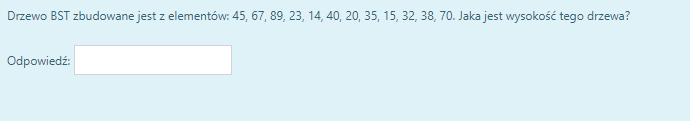 Drzewo BST zbudowane jest z elementów: 45, 67, 89, 23, 14, 40, 20, 35, 15, 32, 38, 70. Jaka jest wysokość tego drzewa?
Odpowiedź: